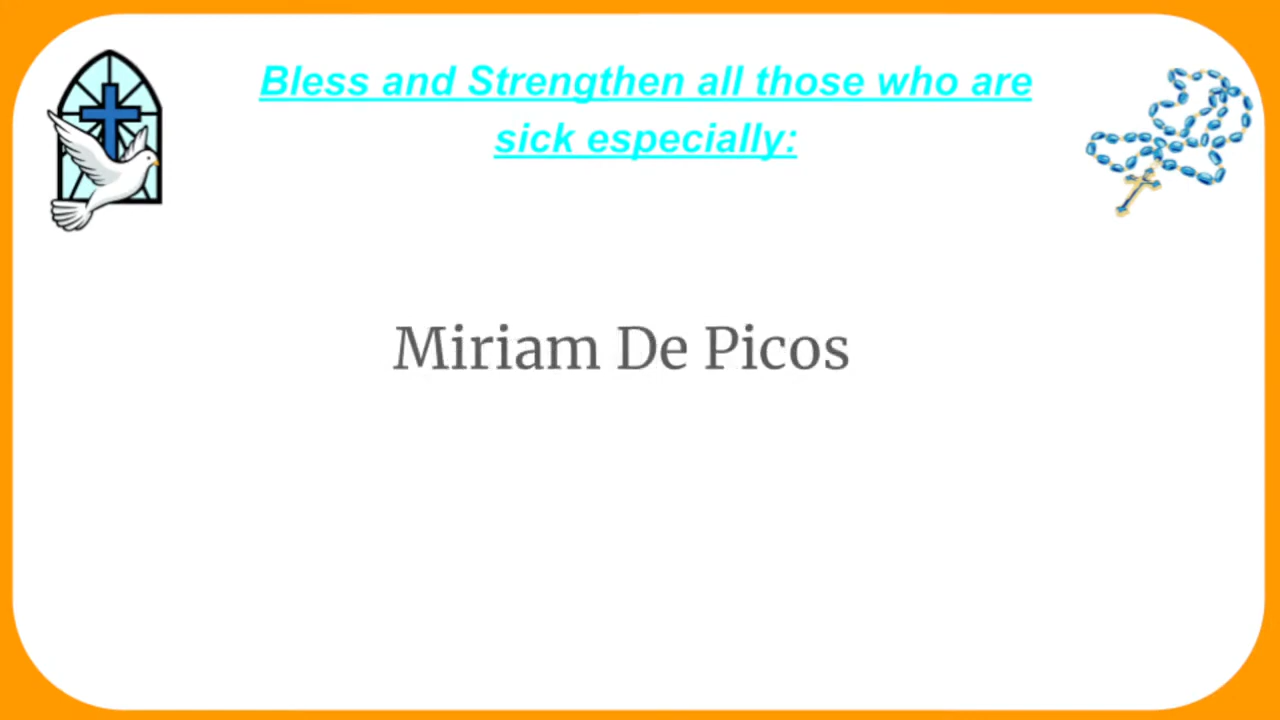 Bless and Strengthen all those who are
sick especially:
Miriam De Picos